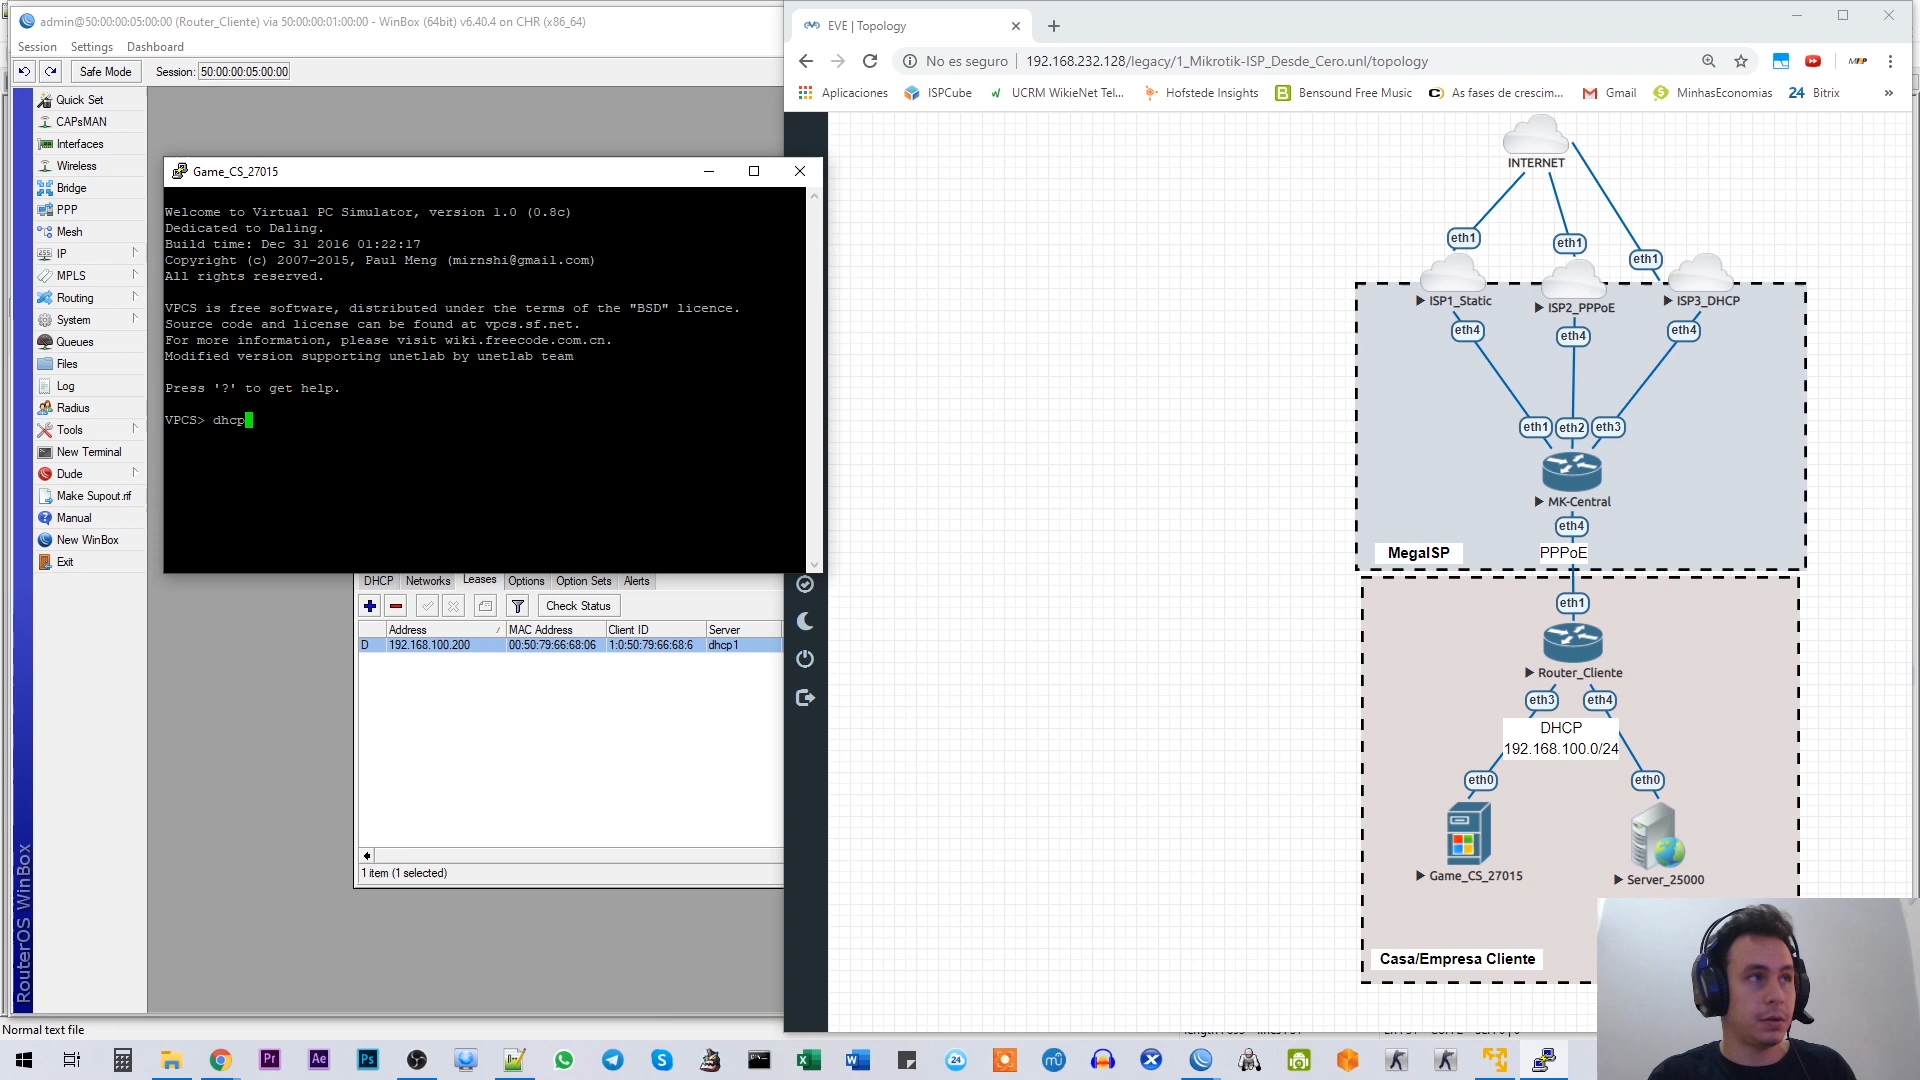 admin@50:00:00:05:00:00 (Router_Cliente) via 50:00:00:01:00:00 - WinBox (64bit) v6.40.4 on CHR (x86_64)
Session Settings Dashboard
Safe Mode Session: 50:00:00:05:00:00
Quick Set
CAPsMAN
Interfaces
Wireless
Bridge
PPP
Mesh
IP
MPLS
Routing
System
Queues
Files
Log
Radius
Tools
New Terminal
Dude
Make Supout.rif
Manual
New WinBox
Exit
RouterOS WinBox
Normal text file
Game_CS_27015
Welcome to Virtual PC Simulator, version 1.0 (0.8c)
Dedicated to Daling.
Build time: Dec 31 2016 01:22:17
Copyright (c) 2007-2015, Paul Meng (mirnshi@gmail.com)
All rights reserved.
VPCS is free software, distributed under the terms of the "BSD" licence.
Source code and license can be found at vpcs.sf.net.
For more information, please visit wiki.freecode.com.cn.
Modified version supporting unetlab by unetlab team
Press '?' to get help.
VPCS> dhcp
DHCP Networks Leases Options Option Sets Alerts
Check Status
Address / MAC Address Client ID Server
D 192.168.100.200 00:50:79:66:68:06 1:0:50:79:66:68:6 dhcp1
1 item (1 selected)
EVE | Topology
No es seguro 192.168.232.128/legacy/1_Mikrotik-ISP_Desde_Cero.unl/topology
Aplicaciones ISPCube UCRM WikieNet Tel... Hofstede Insights Bensound Free Music As fases de crescim... Gmail MinhasEconomias 24 Bitrix »
INTERNET
eth1 eth1 eth1
ISP1_Static ISP2_PPPoE ISP3_DHCP
eth4 eth4 eth4
eth1 eth2 eth3
MK-Central
eth4
MegaISP PPPoE
eth1
Router_Cliente
eth3 eth4
DHCP
192.168.100.0/24
eth0 eth0
Game_CS_27015 Server_25000
Casa/Empresa Cliente
Pr Ae Ps 24